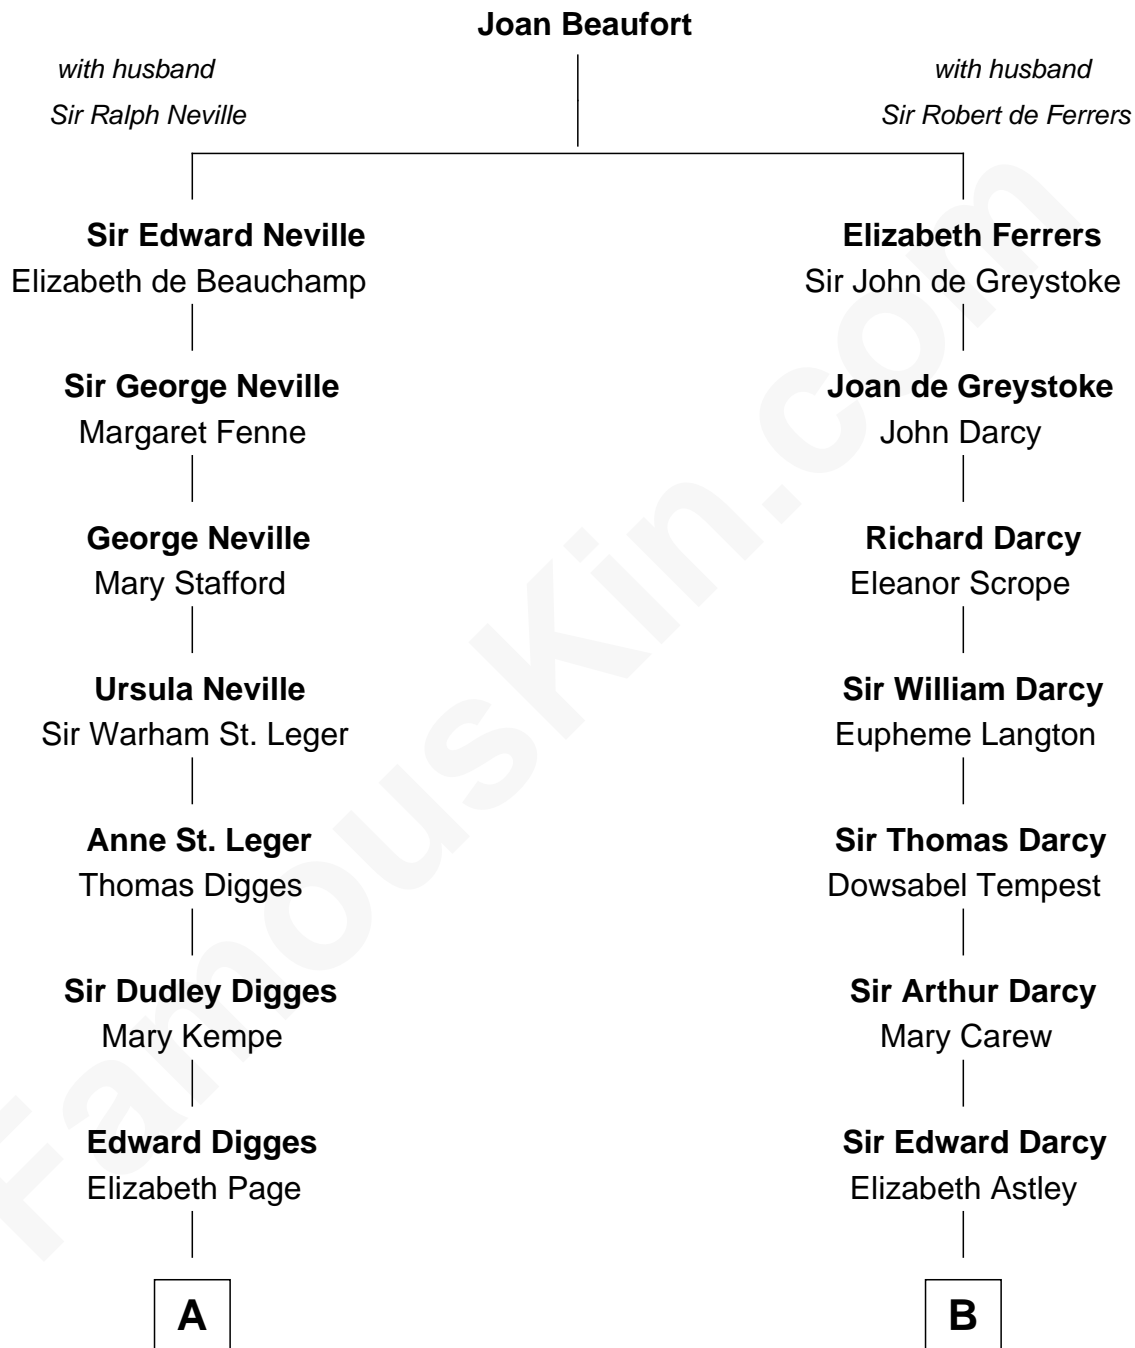 Joan Beaufort
with husband
Sir Ralph Neville
with husband
Sir Robert de Ferrers
Sir Edward Neville
Elizabeth de Beauchamp
Elizabeth Ferrers
Sir John de Greystoke
Sir George Neville
Margaret Fenne
Joan de Greystoke
John Darcy
George Neville
Mary Stafford
Richard Darcy
Eleanor Scrope
Ursula Neville
Sir Warham St. Leger
Sir William Darcy
Eupheme Langton
Anne St. Leger
Thomas Digges
Sir Thomas Darcy
Dowsabel Tempest
Sir Dudley Digges
Mary Kempe
Sir Arthur Darcy
Mary Carew
Edward Digges
Elizabeth Page
Sir Edward Darcy
Elizabeth Astley
A
B
FamousKin.com